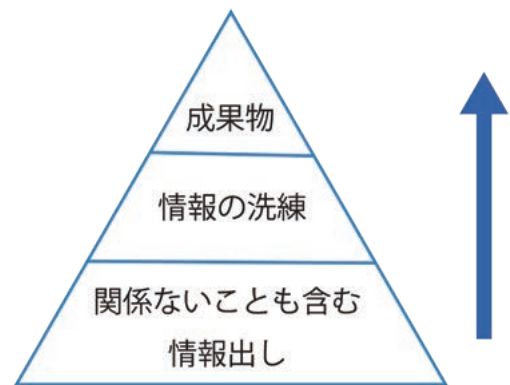 成果物
情報の洗練
関係ないことも含む
情報出し